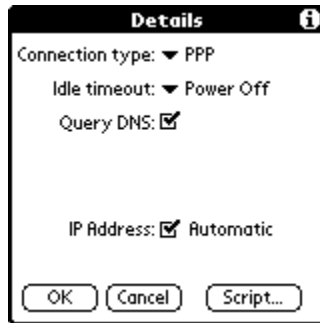 Details
Connection type: PPP
Idle timeout: Power Off
Query DNS:
IP Address: Automatic
OK Cancel Script...